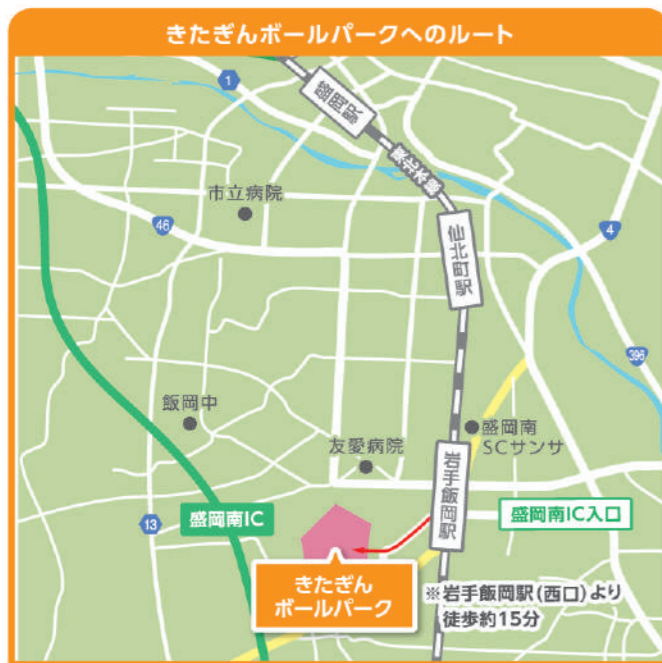 きたぎんボールパークへのルート
1
盛岡駅
東北本線
市立病院
46
仙北町駅
4
396
飯岡中
盛岡南
SCサンサ
友愛病院
岩手飯岡駅
13
盛岡南IC
盛岡南IC入口
きたぎん
ボールパーク
※岩手飯岡駅(西口)より
徒歩約15分